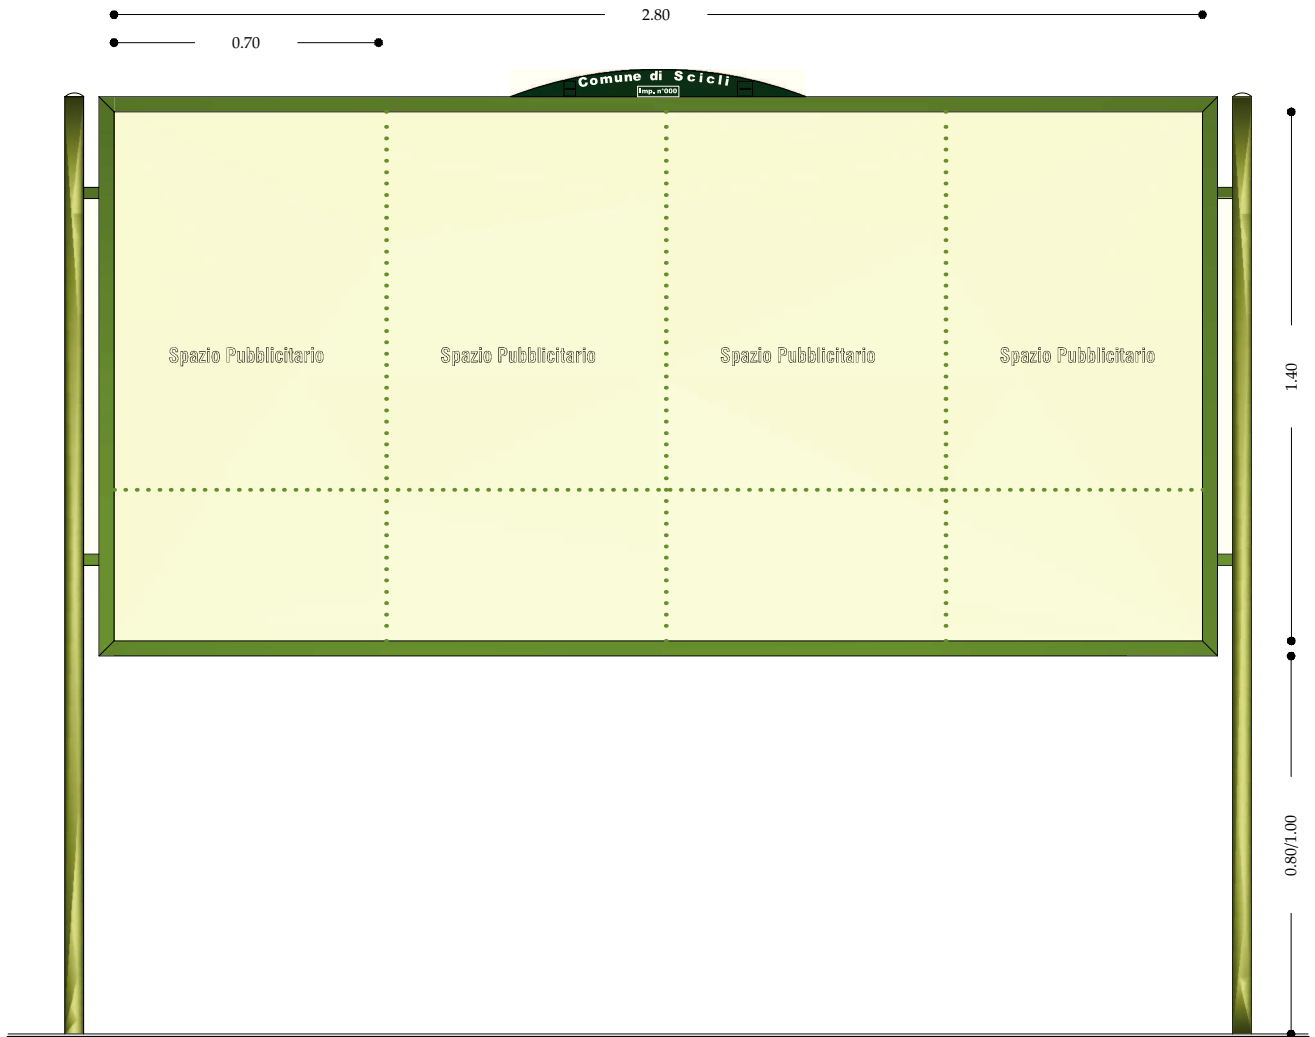 2.80
0.70
Comune di Scicli
Imp. n°000
Spazio Pubblicitario Spazio Pubblicitario Spazio Pubblicitario Spazio Pubblicitario
1.40
0.80/1.00